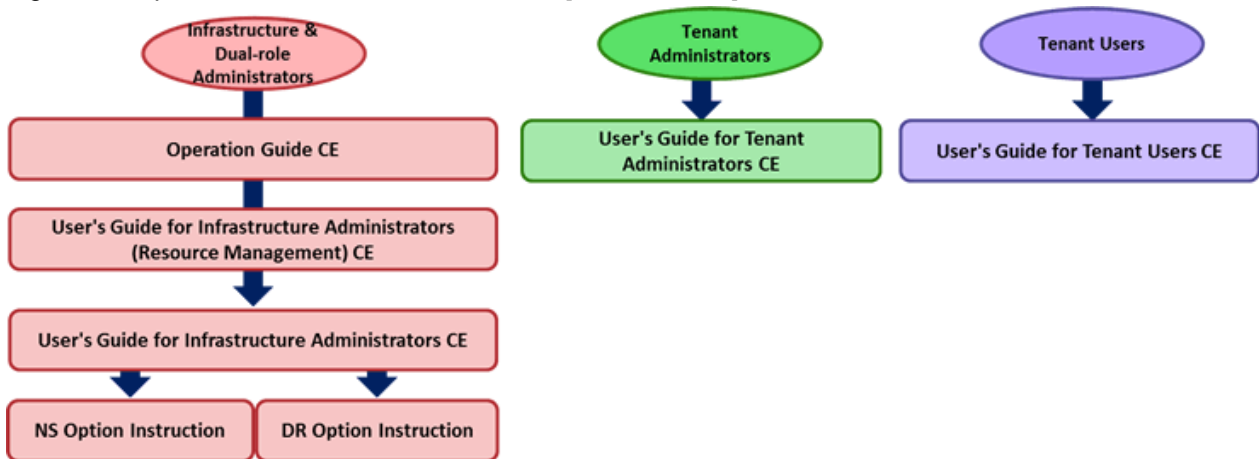 Infrastructure &
Dual-role
Administrators
Operation Guide CE
User's Guide for Infrastructure Administrators
(Resource Management) CE
User's Guide for Infrastructure Administrators CE
NS Option Instruction
DR Option Instruction
Tenant
Administrators
User's Guide for Tenant
Administrators CE
Tenant Users
User's Guide for Tenant Users CE